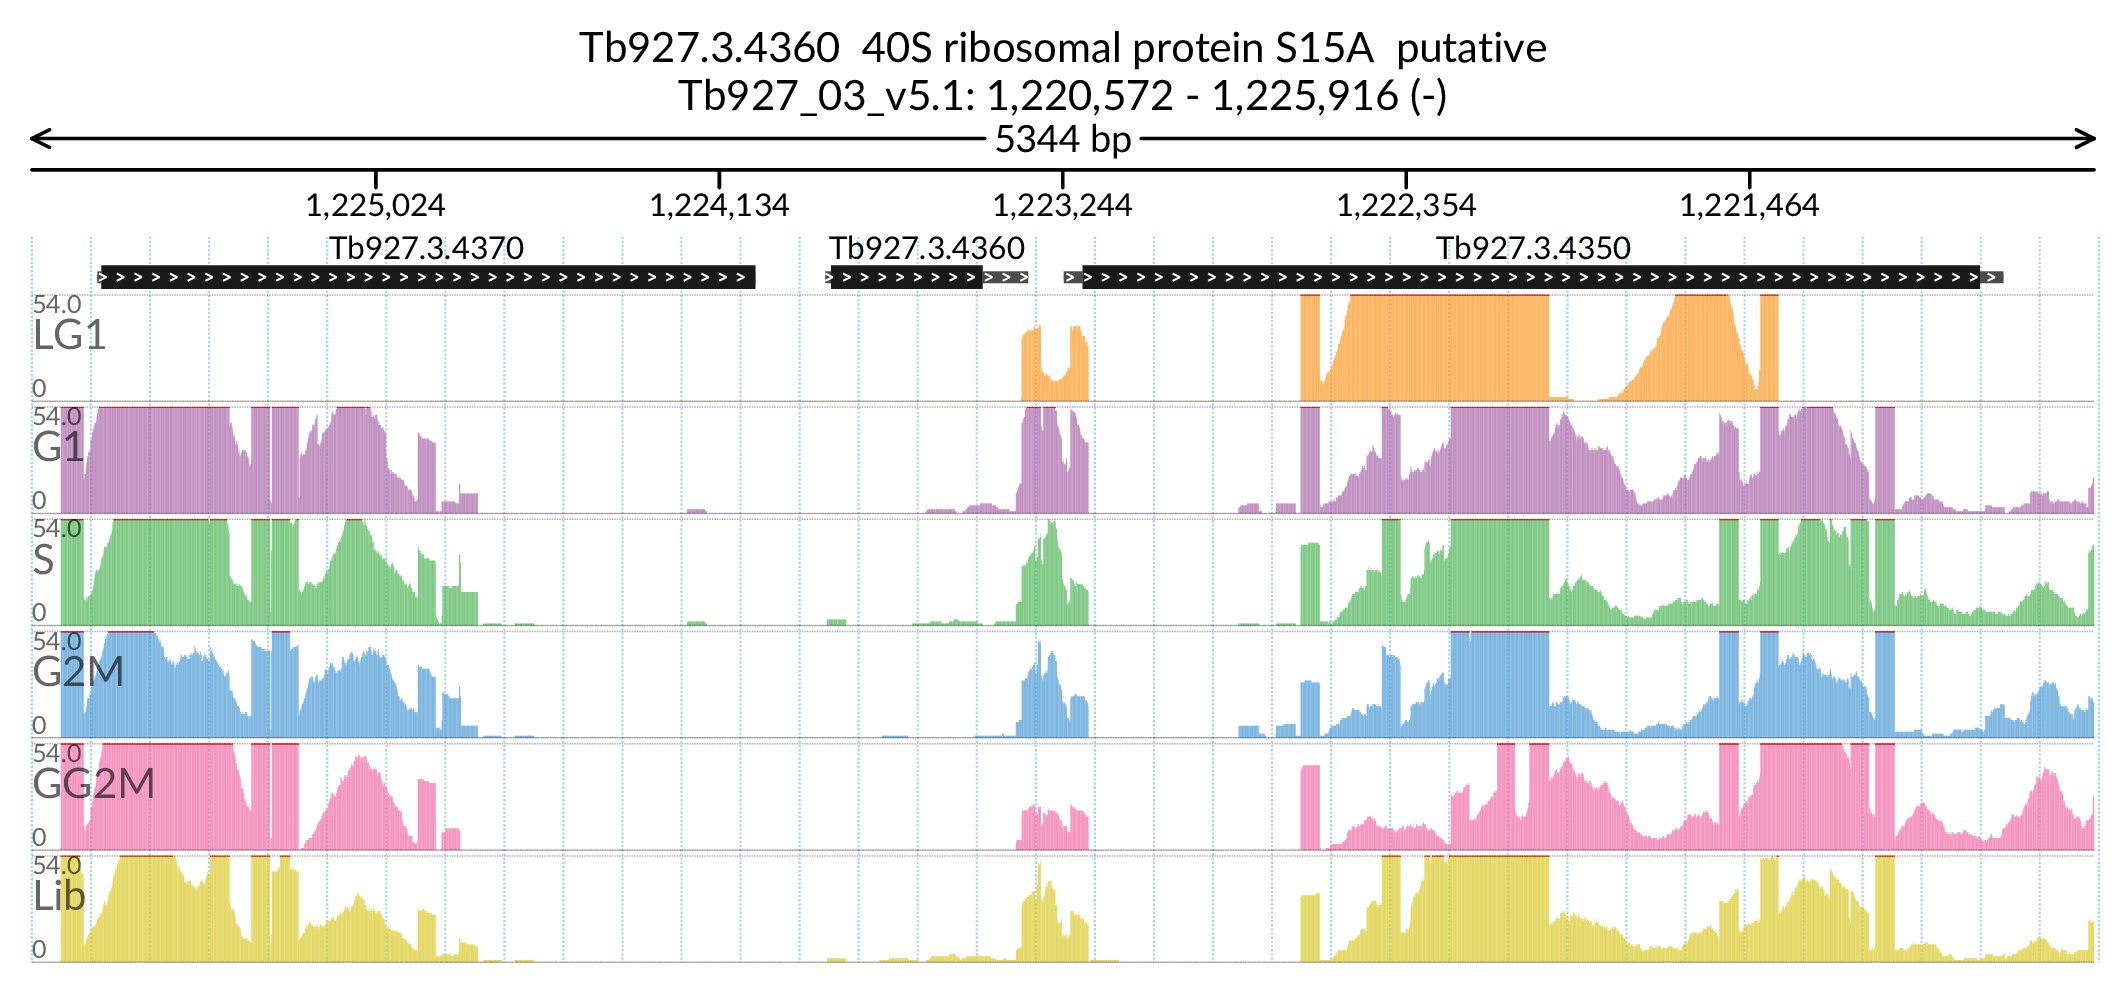 Tb927.3.4360  40S ribosomal protein S15A  putative
Tb927_03_v5.1: 1,220,572 - 1,225,916 (-)
5344 bp
1,225,024 1,224,134 1,223,244 1,222,354 1,221,464
Tb927.3.4370 Tb927.3.4360 Tb927.3.4350
54.0
LG1
0
54.0
G1
0
54.0
S
0
54.0
G2M
0
54.0
GG2M
0
54.0
Lib
0